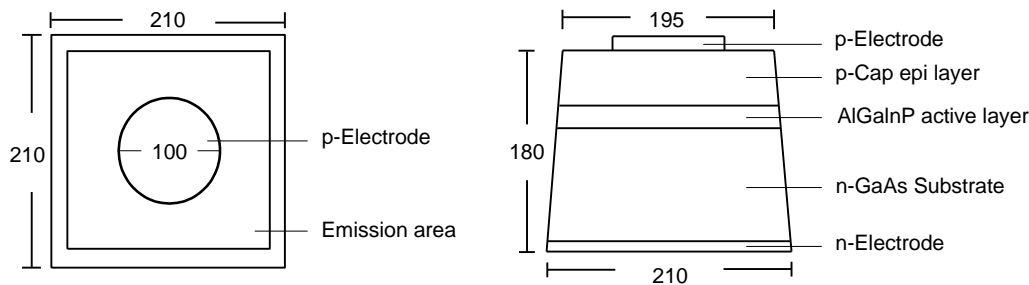 210
210
100
p-Electrode
Emission area
195
180
p-Electrode
p-Cap epi layer
AlGaInP active layer
n-GaAs Substrate
n-Electrode
210